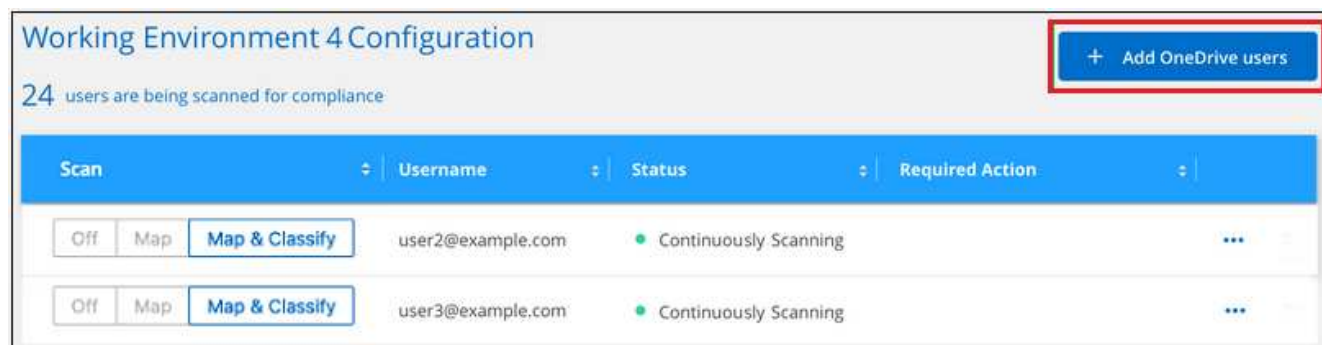 Working Environment 4 Configuration
+ Add OneDrive users
24 users are being scanned for compliance
Scan Username Status Required Action
Off Map Map & Classify user2@example.com Continuously Scanning ...
Off Map Map & Classify user3@example.com Continuously Scanning ...